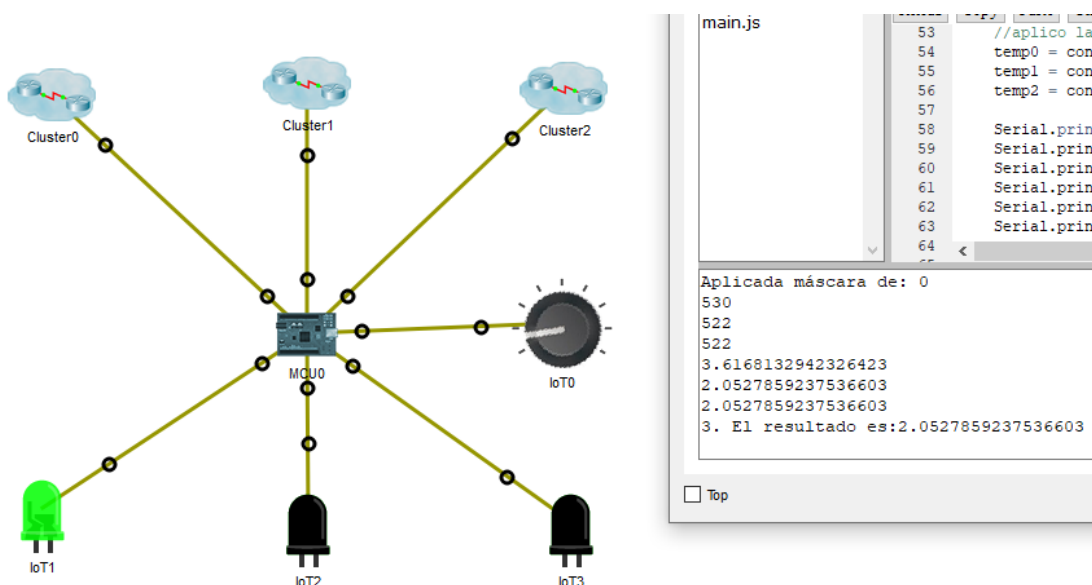 Cluster0
Cluster1
Cluster2
MCU0
IoT0
IoT1
IoT2
IoT3
main.js
53 //aplico la
54 temp0 = con
55 temp1 = con
56 temp2 = con
57
58 Serial.prin
59 Serial.prin
60 Serial.prin
61 Serial.prin
62 Serial.prin
63 Serial.prin
64
Aplicada máscara de: 0
530
522
522
3.6168132942326423
2.0527859237536603
2.0527859237536603
3. El resultado es:2.0527859237536603
Top